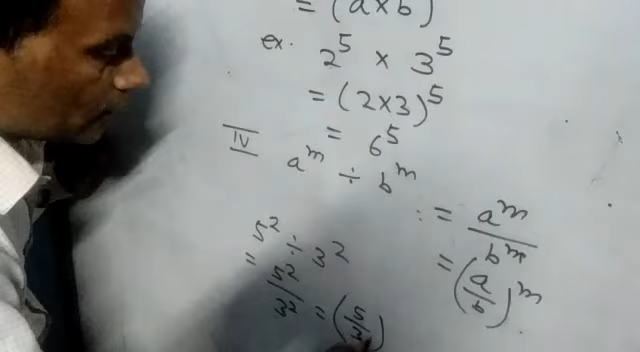 = (a×b)
ex. 2⁵ × 3⁵
= (2×3)⁵
= 6⁵
IV aᵐ ÷ bᵐ
= aᵐ/bᵐ
= (a/b)ᵐ
5² ÷ 3²
= 5²/3² = (5/3)